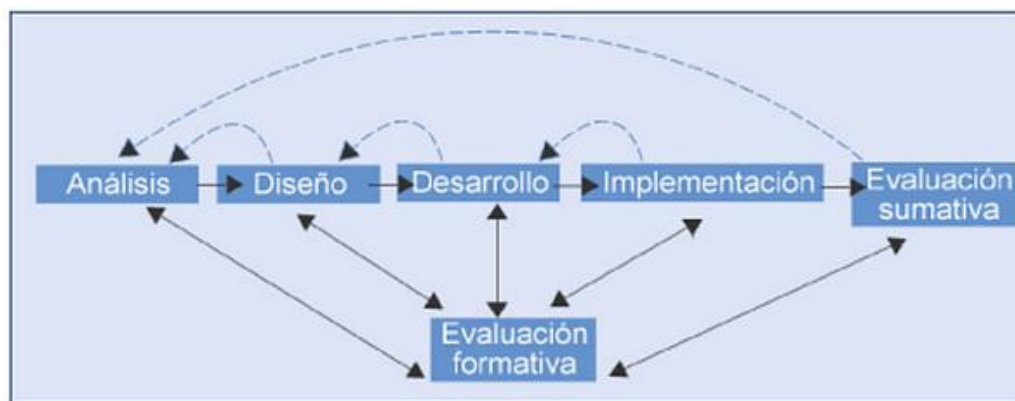 Análisis
Diseño
Desarrollo
Implementación
Evaluación
sumativa
Evaluación
formativa